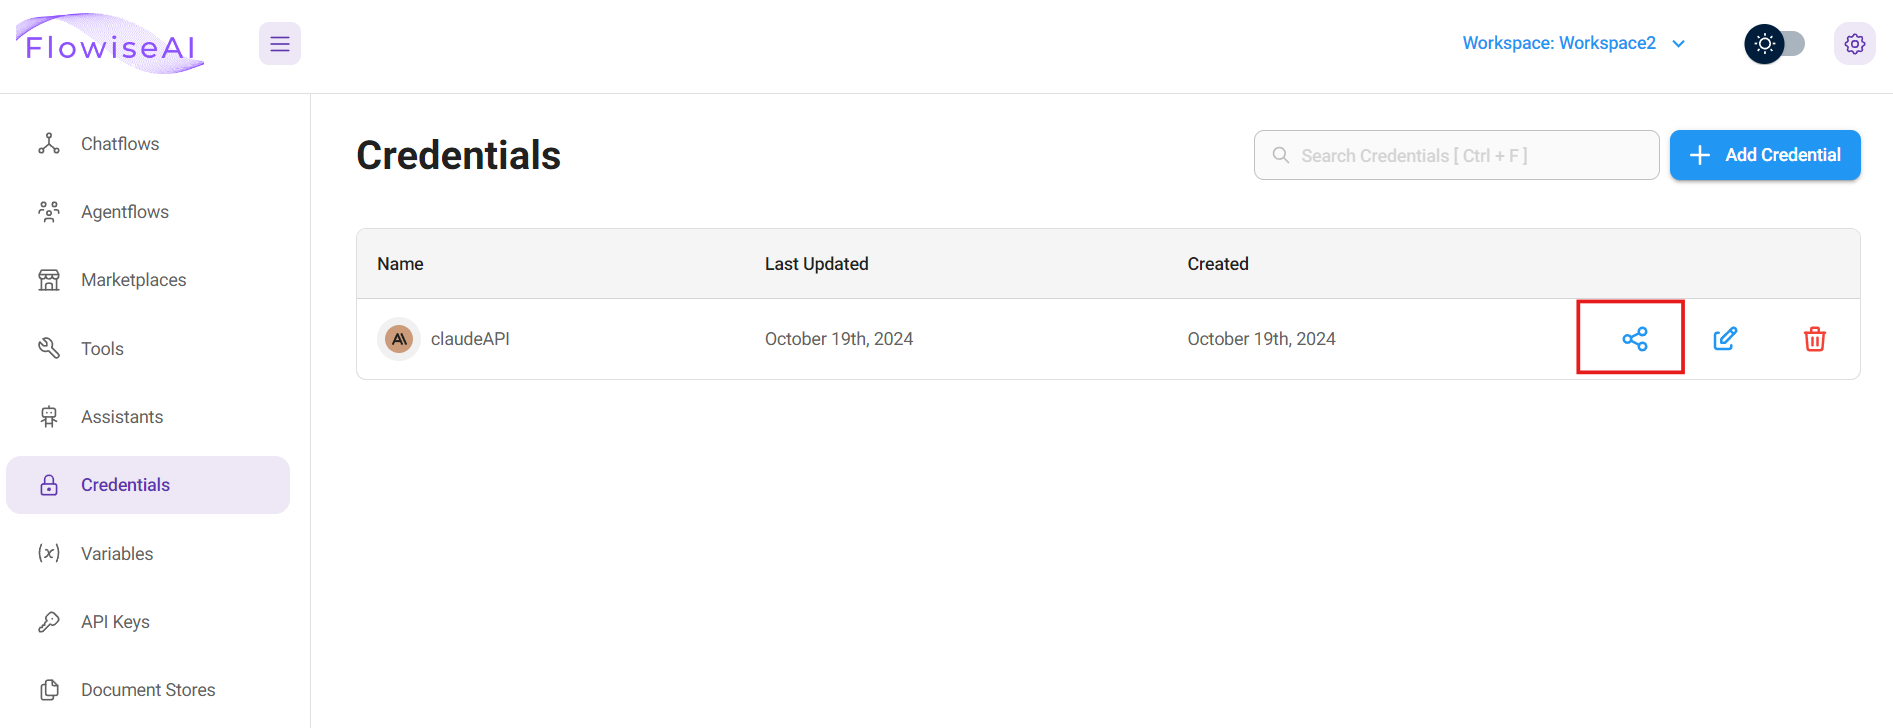 FlowiseAI
Workspace: Workspace2
Chatflows
Agentflows
Marketplaces
Tools
Assistants
Credentials
Variables
API Keys
Document Stores
Credentials
Search Credentials [ Ctrl + F ]
Add Credential
Name Last Updated Created
claudeAPI October 19th, 2024 October 19th, 2024